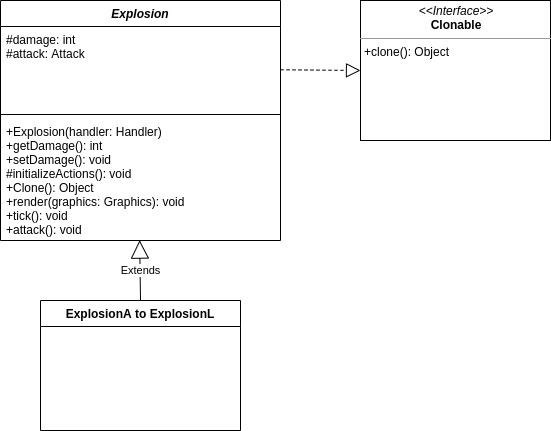 Explosion
#damage: int
#attack: Attack
+Explosion(handler: Handler)
+getDamage(): int
+setDamage(): void
#initializeActions(): void
+Clone(): Object
+render(graphics: Graphics): void
+tick(): void
+attack(): void
<<Interface>>
Clonable
+clone(): Object
Extends
ExplosionA to ExplosionL